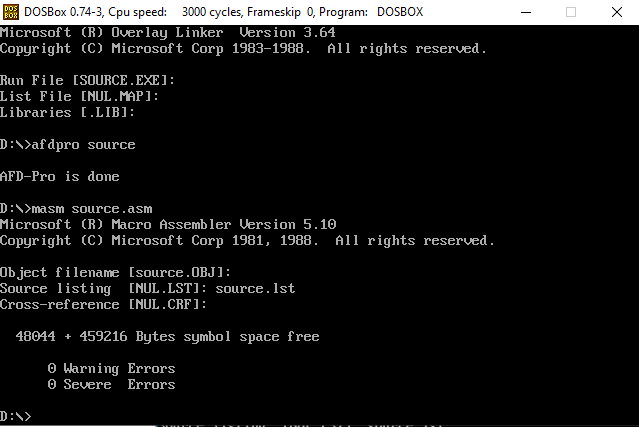 DOSBox 0.74-3, Cpu speed: 3000 cycles, Frameskip 0, Program: DOSBOX
Microsoft (R) Overlay Linker Version 3.64
Copyright (C) Microsoft Corp 1983-1988. All rights reserved.
Run File [SOURCE.EXE]:
List File [NUL.MAP]:
Libraries [.LIB]:
D:\>afdpro source
AFD-Pro is done
D:\>masm source.asm
Microsoft (R) Macro Assembler Version 5.10
Copyright (C) Microsoft Corp 1981, 1988. All rights reserved.
Object filename [source.OBJ]:
Source listing [NUL.LST]: source.lst
Cross-reference [NUL.CRF]:
48044 + 459216 Bytes symbol space free
0 Warning Errors
0 Severe Errors
D:\>